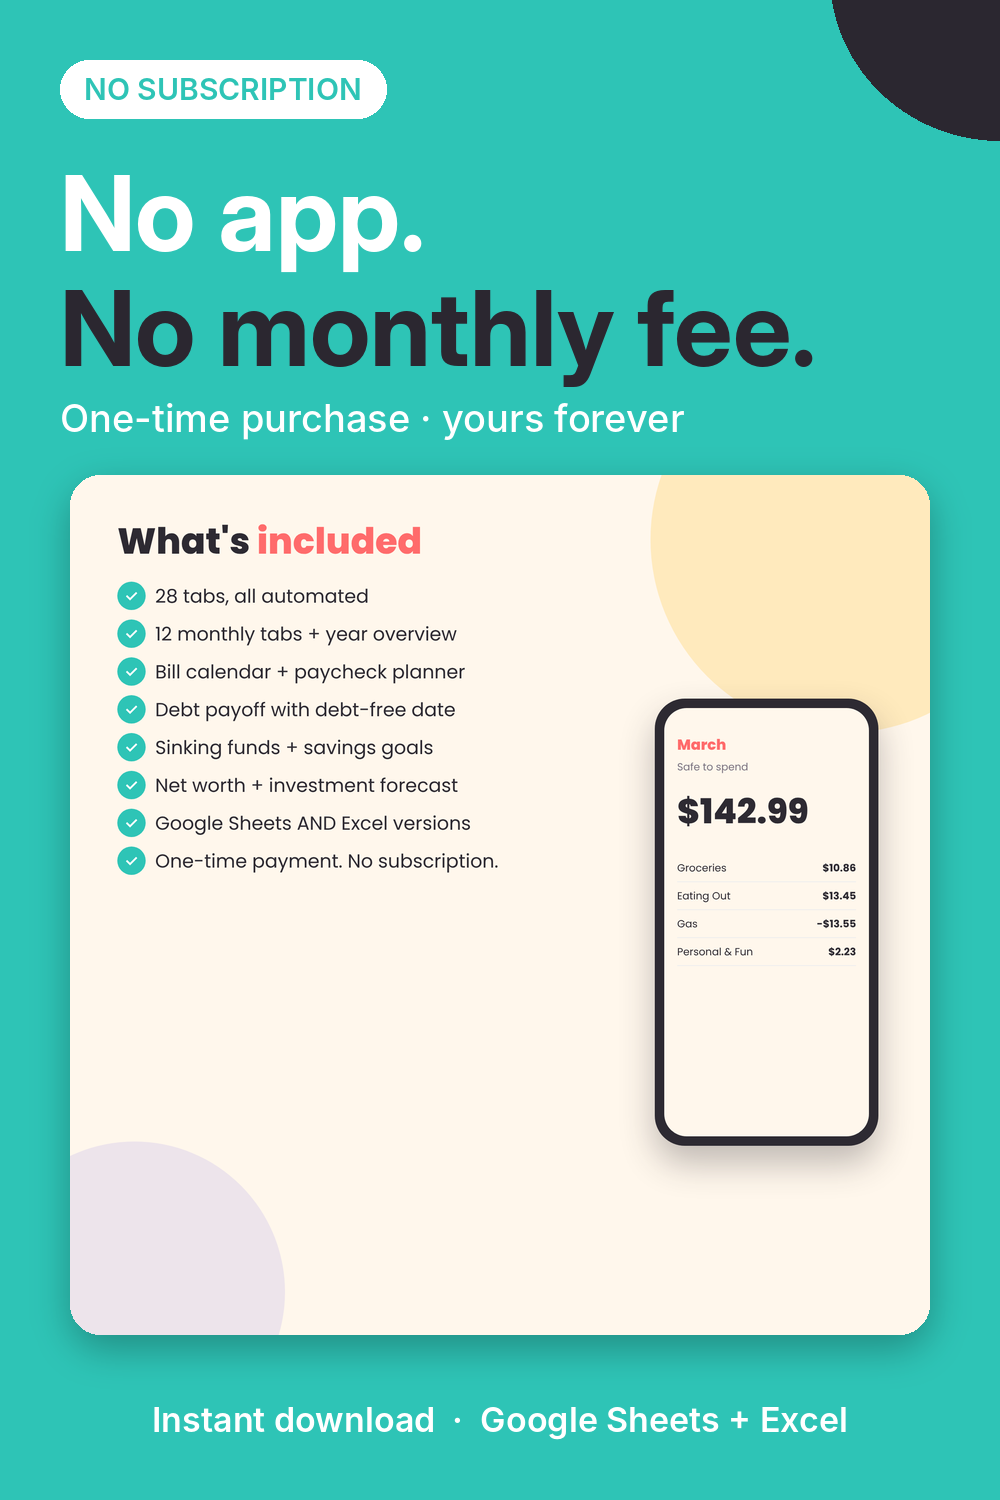 NO SUBSCRIPTION
No app.
No monthly fee.
One-time purchase · yours forever
What's included
28 tabs, all automated
12 monthly tabs + year overview
Bill calendar + paycheck planner
Debt payoff with debt-free date
Sinking funds + savings goals
Net worth + investment forecast
Google Sheets AND Excel versions
One-time payment. No subscription.
March
Safe to spend
$142.99
Groceries $10.86
Eating Out $13.45
Gas -$13.55
Personal & Fun $2.23
Instant download · Google Sheets + Excel